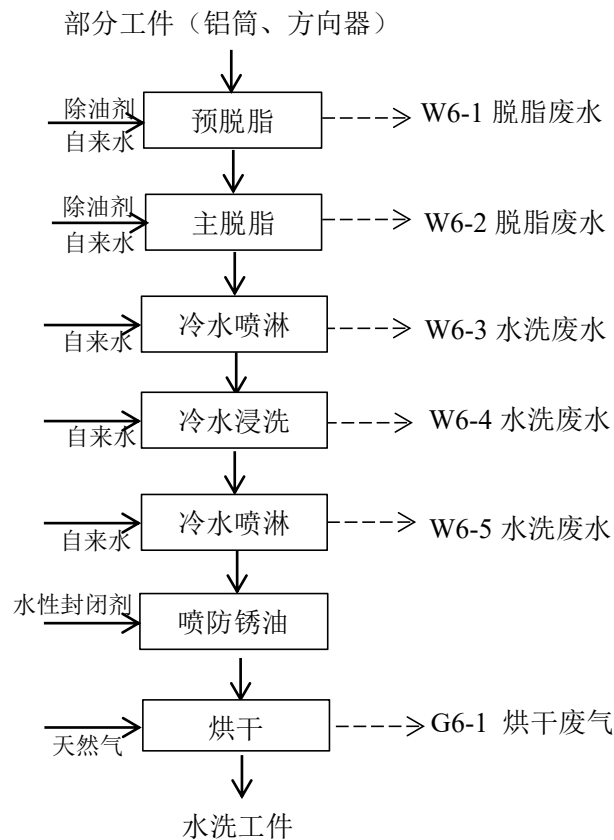 部分工件（铝筒、方向器）
除油剂
自来水
预脱脂
W6-1 脱脂废水
除油剂
自来水
主脱脂
W6-2 脱脂废水
自来水
冷水喷淋
W6-3 水洗废水
自来水
冷水浸洗
W6-4 水洗废水
自来水
冷水喷淋
W6-5 水洗废水
水性封闭剂
喷防锈油
天然气
烘干
G6-1 烘干废气
水洗工件